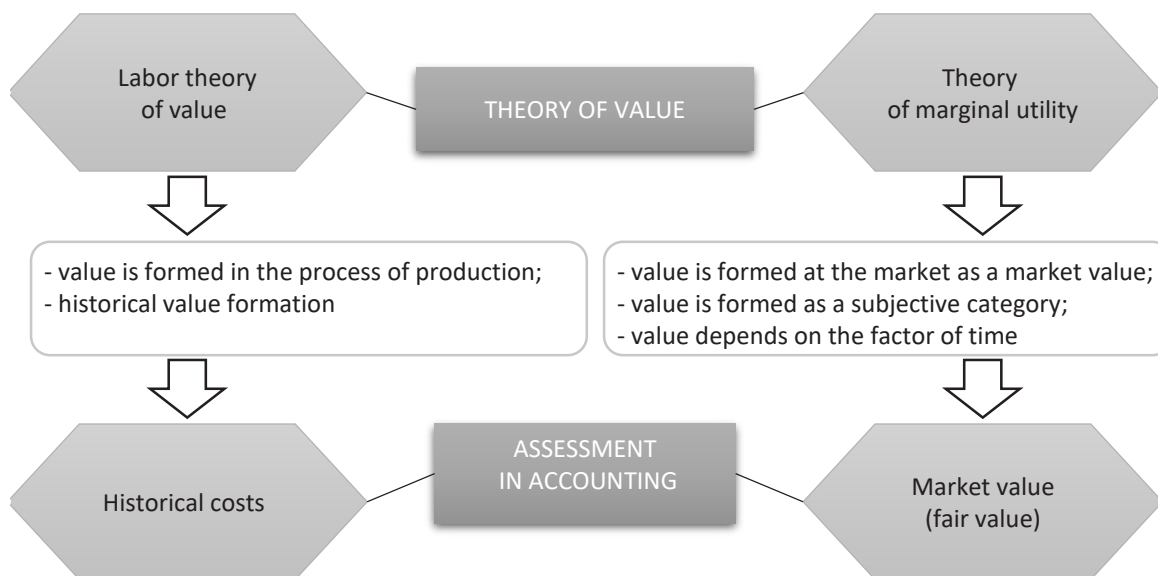 Labor theory
of value
THEORY OF VALUE
Theory
of marginal utility
- value is formed in the process of production;
- historical value formation
- value is formed at the market as a market value;
- value is formed as a subjective category;
- value depends on the factor of time
Historical costs
ASSESSMENT
IN ACCOUNTING
Market value
(fair value)